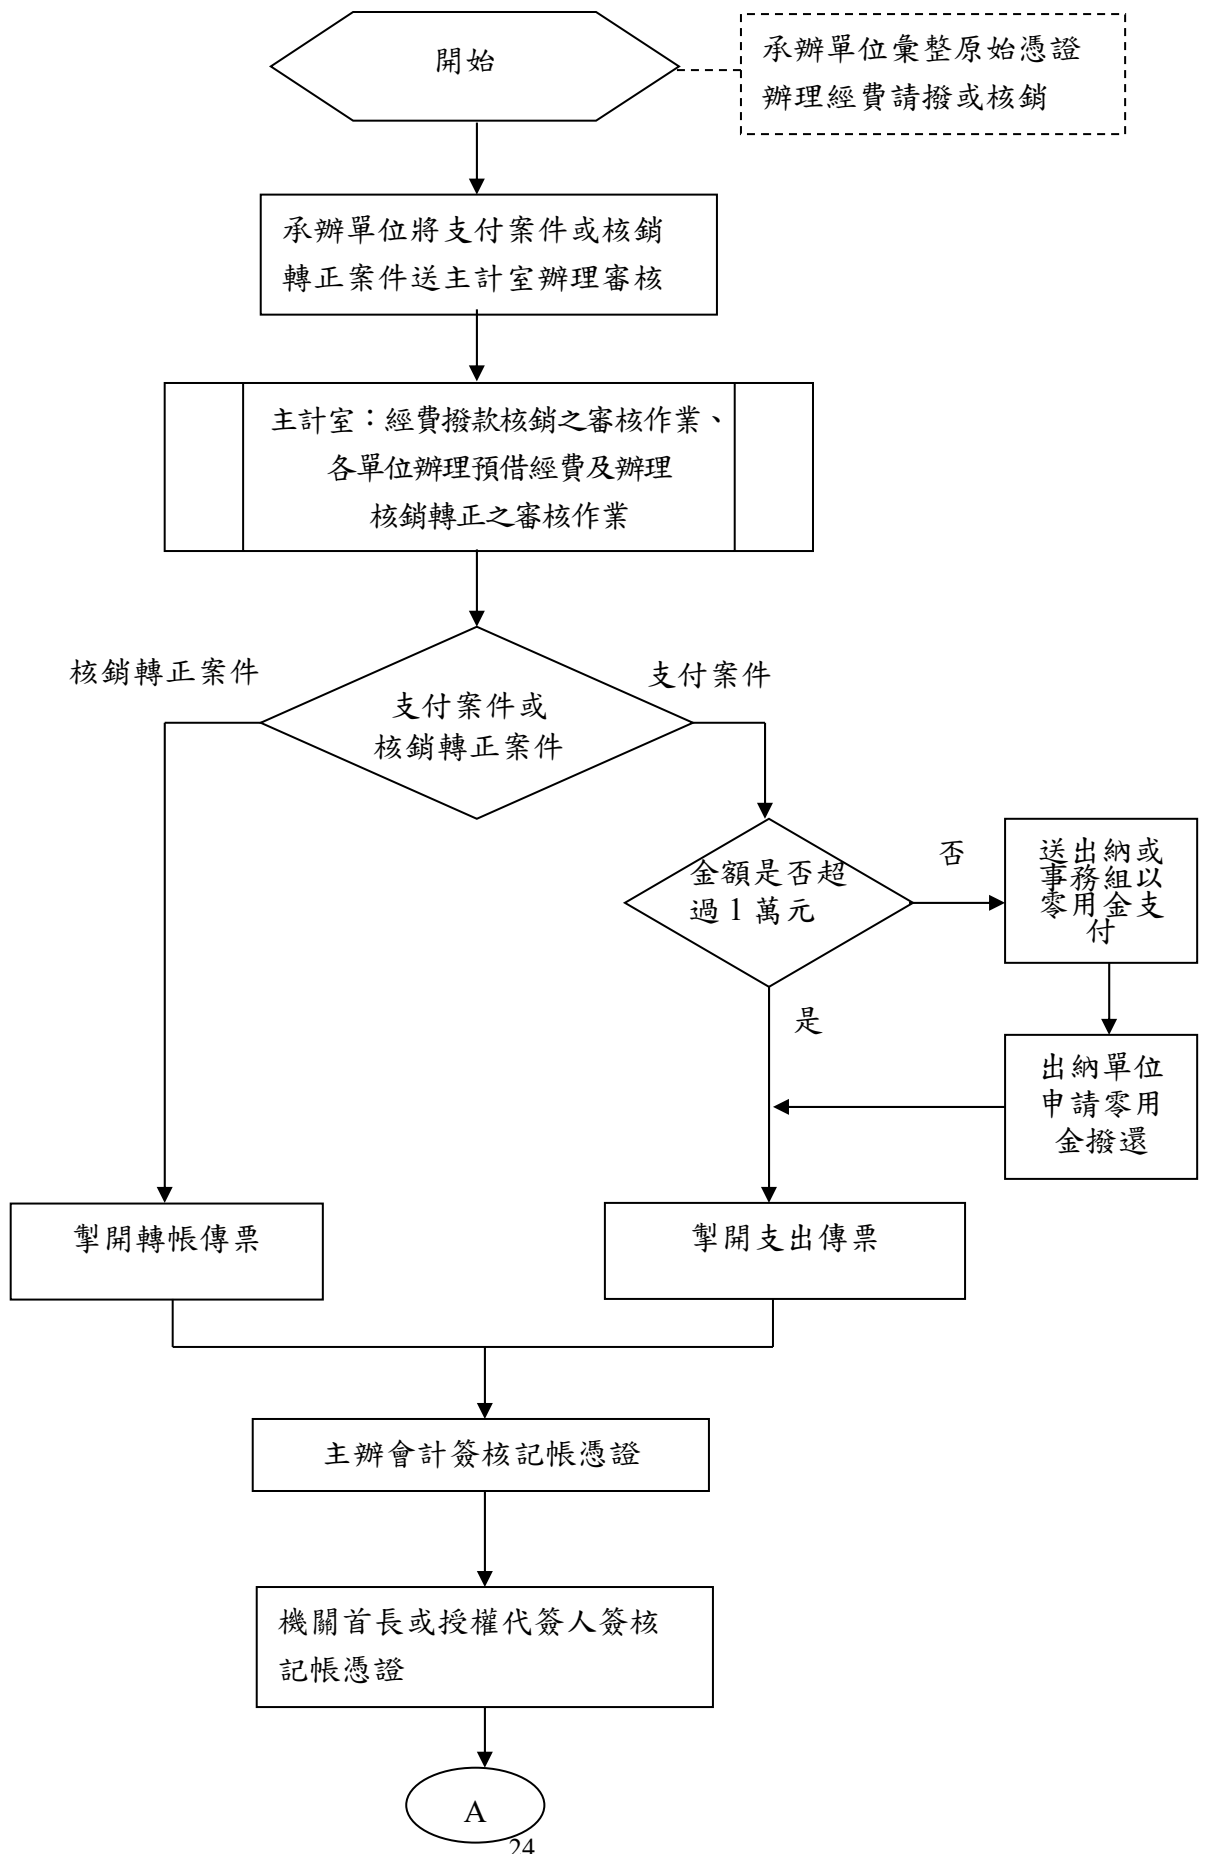 開始
承辦單位彙整原始憑證
辦理經費請撥或核銷
承辦單位將支付案件或核銷
轉正案件送主計室辦理審核
主計室：經費撥款核銷之審核作業、
各單位辦理預借經費及辦理
核銷轉正之審核作業
核銷轉正案件
支付案件
支付案件或
核銷轉正案件
金額是否超
過 1 萬元
否
送出納或
事務組以
零用金支
付
是
出納單位
申請零用
金撥還
掣開轉帳傳票
掣開支出傳票
主辦會計簽核記帳憑證
機關首長或授權代簽人簽核
記帳憑證
A
24